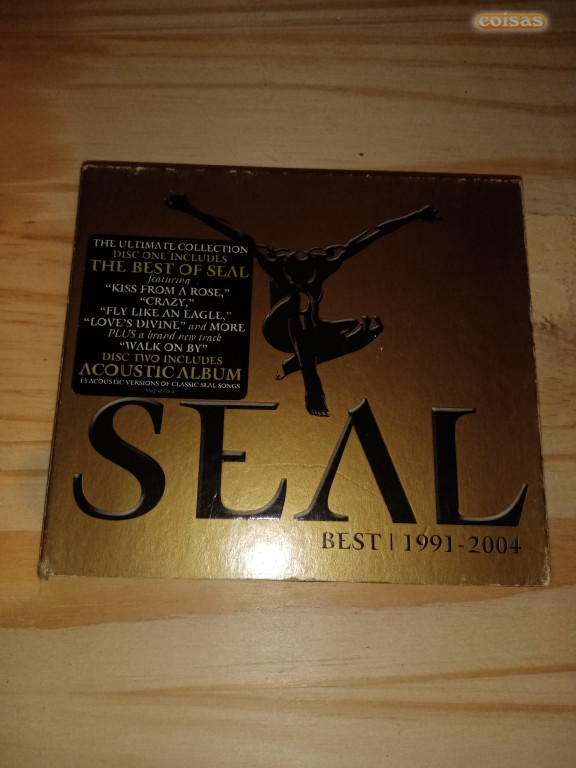 coisas
THE ULTIMATE COLLECTION
DISC ONE INCLUDES
THE BEST OF SEAL
featuring
"KISS FROM A ROSE,"
"CRAZY,"
"FLY LIKE AN EAGLE,"
"LOVE'S DIVINE" and MORE
PLUS a brand new track
"WALK ON BY"
DISC TWO INCLUDES
ACOUSTIC ALBUM
13 ACOUSTIC VERSIONS OF CLASSIC SEAL SONGS
SEAL
BEST | 1991-2004